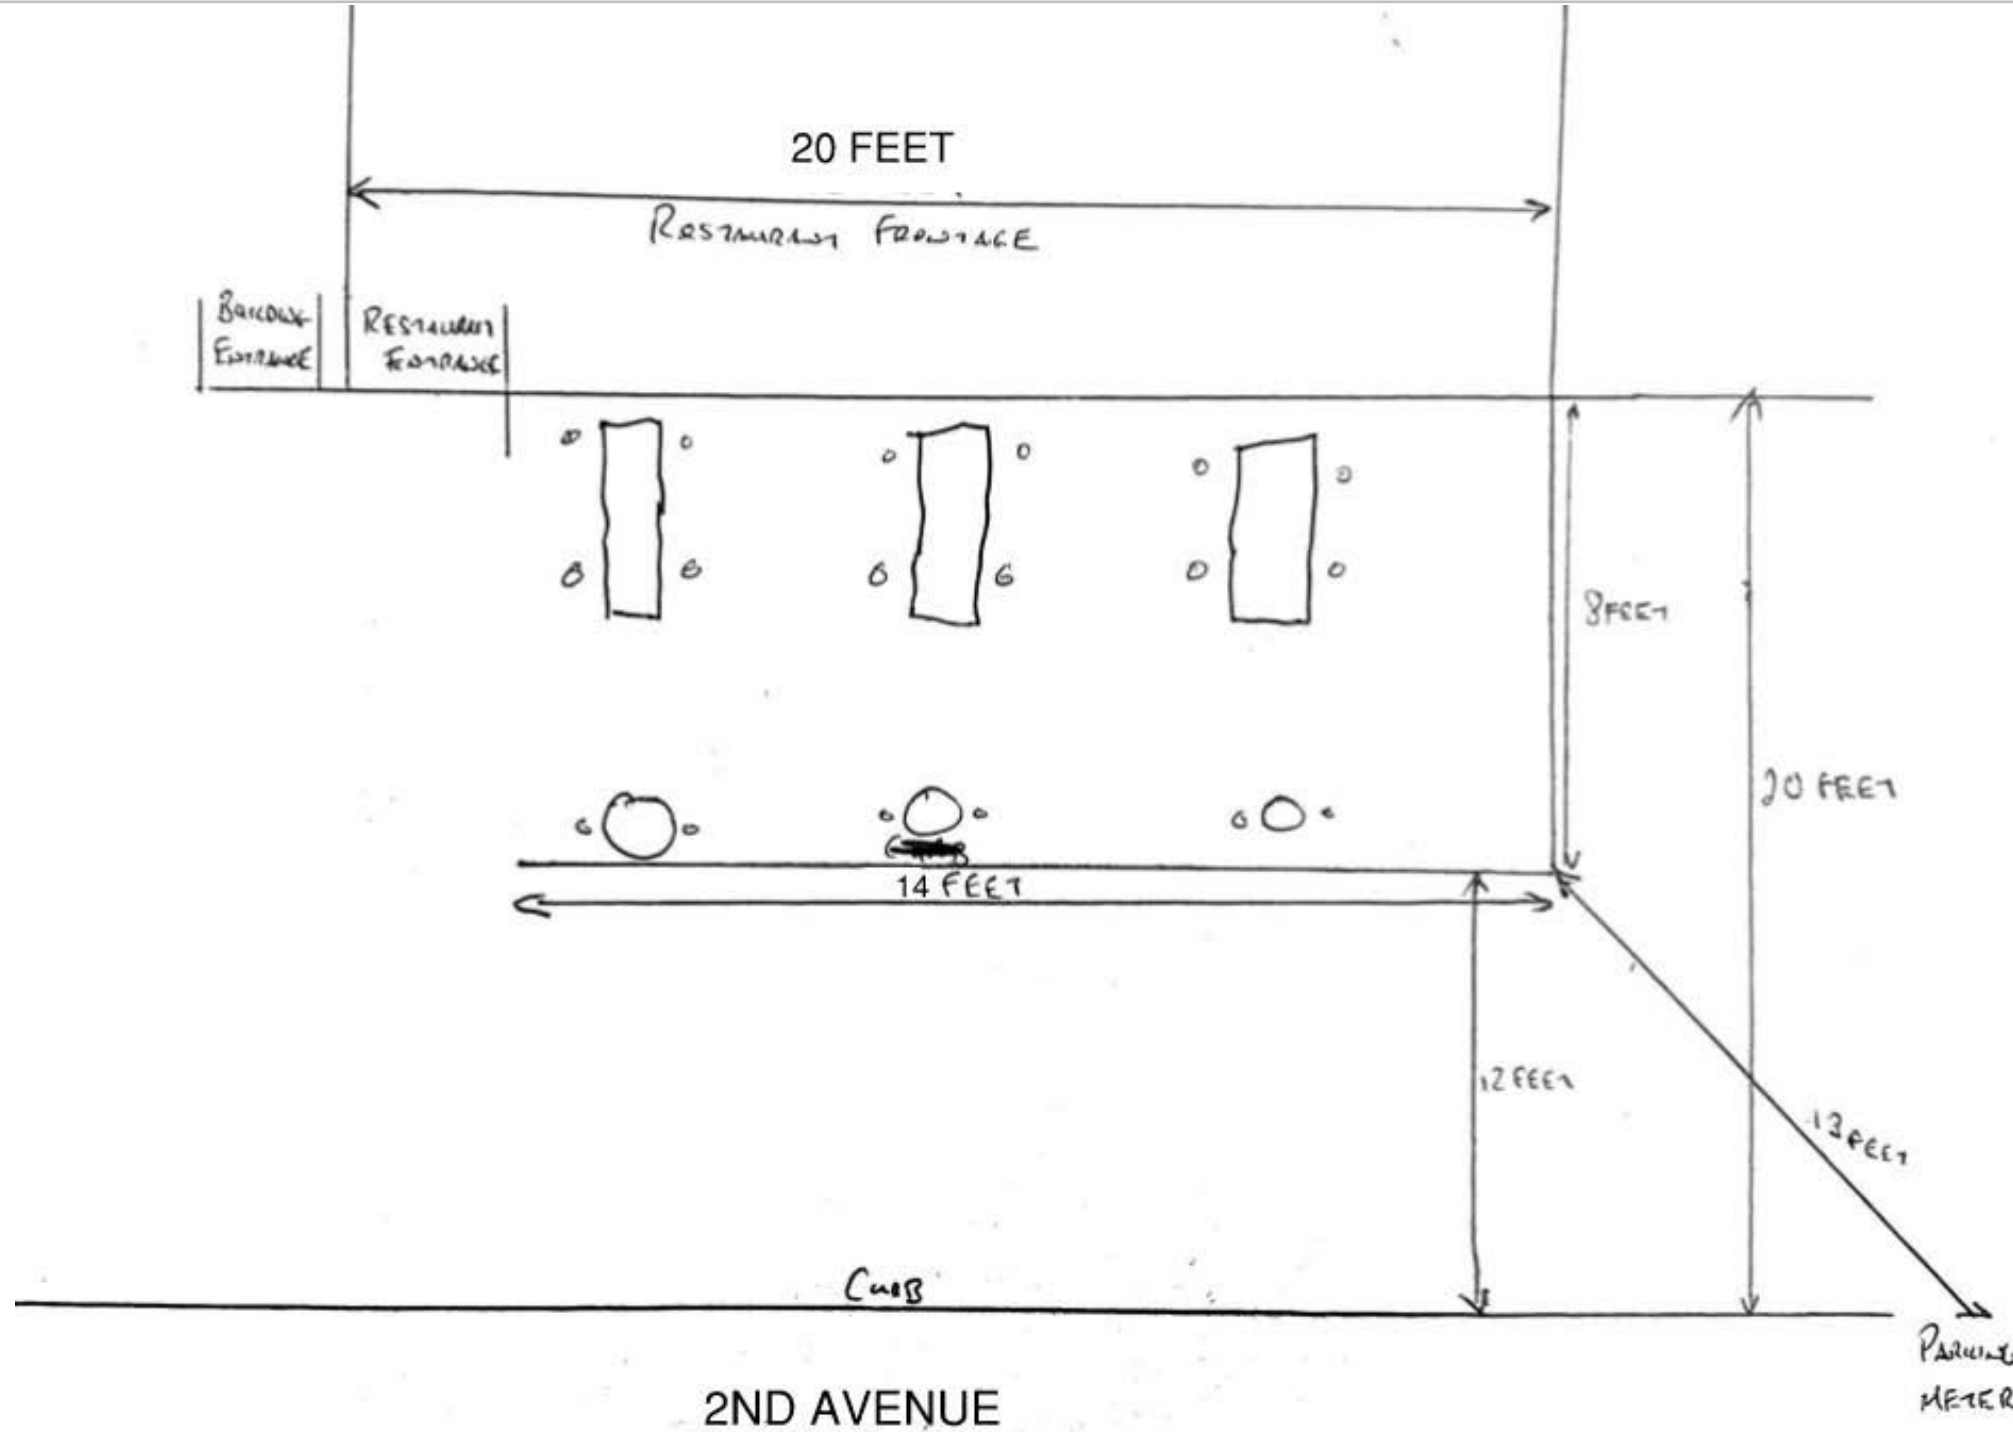 20 FEET
RESTAURANT FRONTAGE
BUILDING
ENTRANCE
RESTAURANT
ENTRANCE
8 FEET
20 FEET
14 FEET
12 FEET
13 FEET
CURB
PARKING
METER
2ND AVENUE